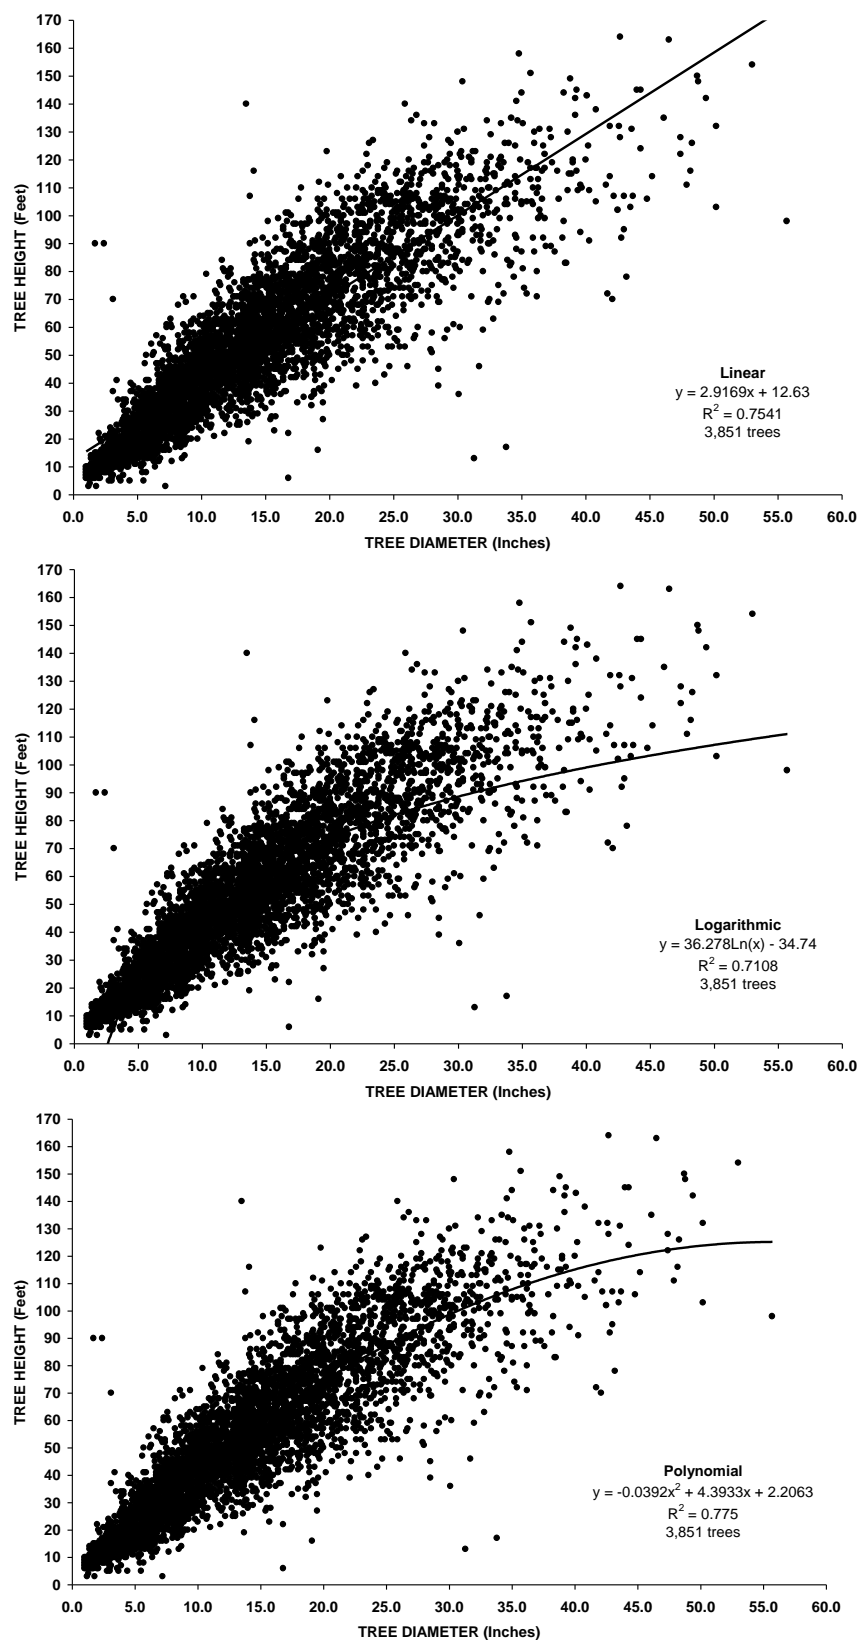 170
160
150
140
130
120
110
100
90
80
70
60
50
40
30
20
10
0
TREE HEIGHT (Feet)
Linear
y = 2.9169x + 12.63
R² = 0.7541
3,851 trees
0.0 5.0 10.0 15.0 20.0 25.0 30.0 35.0 40.0 45.0 50.0 55.0 60.0
TREE DIAMETER (Inches)
170
160
150
140
130
120
110
100
90
80
70
60
50
40
30
20
10
0
TREE HEIGHT (Feet)
Logarithmic
y = 36.278Ln(x) - 34.74
R² = 0.7108
3,851 trees
0.0 5.0 10.0 15.0 20.0 25.0 30.0 35.0 40.0 45.0 50.0 55.0 60.0
TREE DIAMETER (Inches)
170
160
150
140
130
120
110
100
90
80
70
60
50
40
30
20
10
0
TREE HEIGHT (Feet)
Polynomial
y = -0.0392x² + 4.3933x + 2.2063
R² = 0.775
3,851 trees
0.0 5.0 10.0 15.0 20.0 25.0 30.0 35.0 40.0 45.0 50.0 55.0 60.0
TREE DIAMETER (Inches)